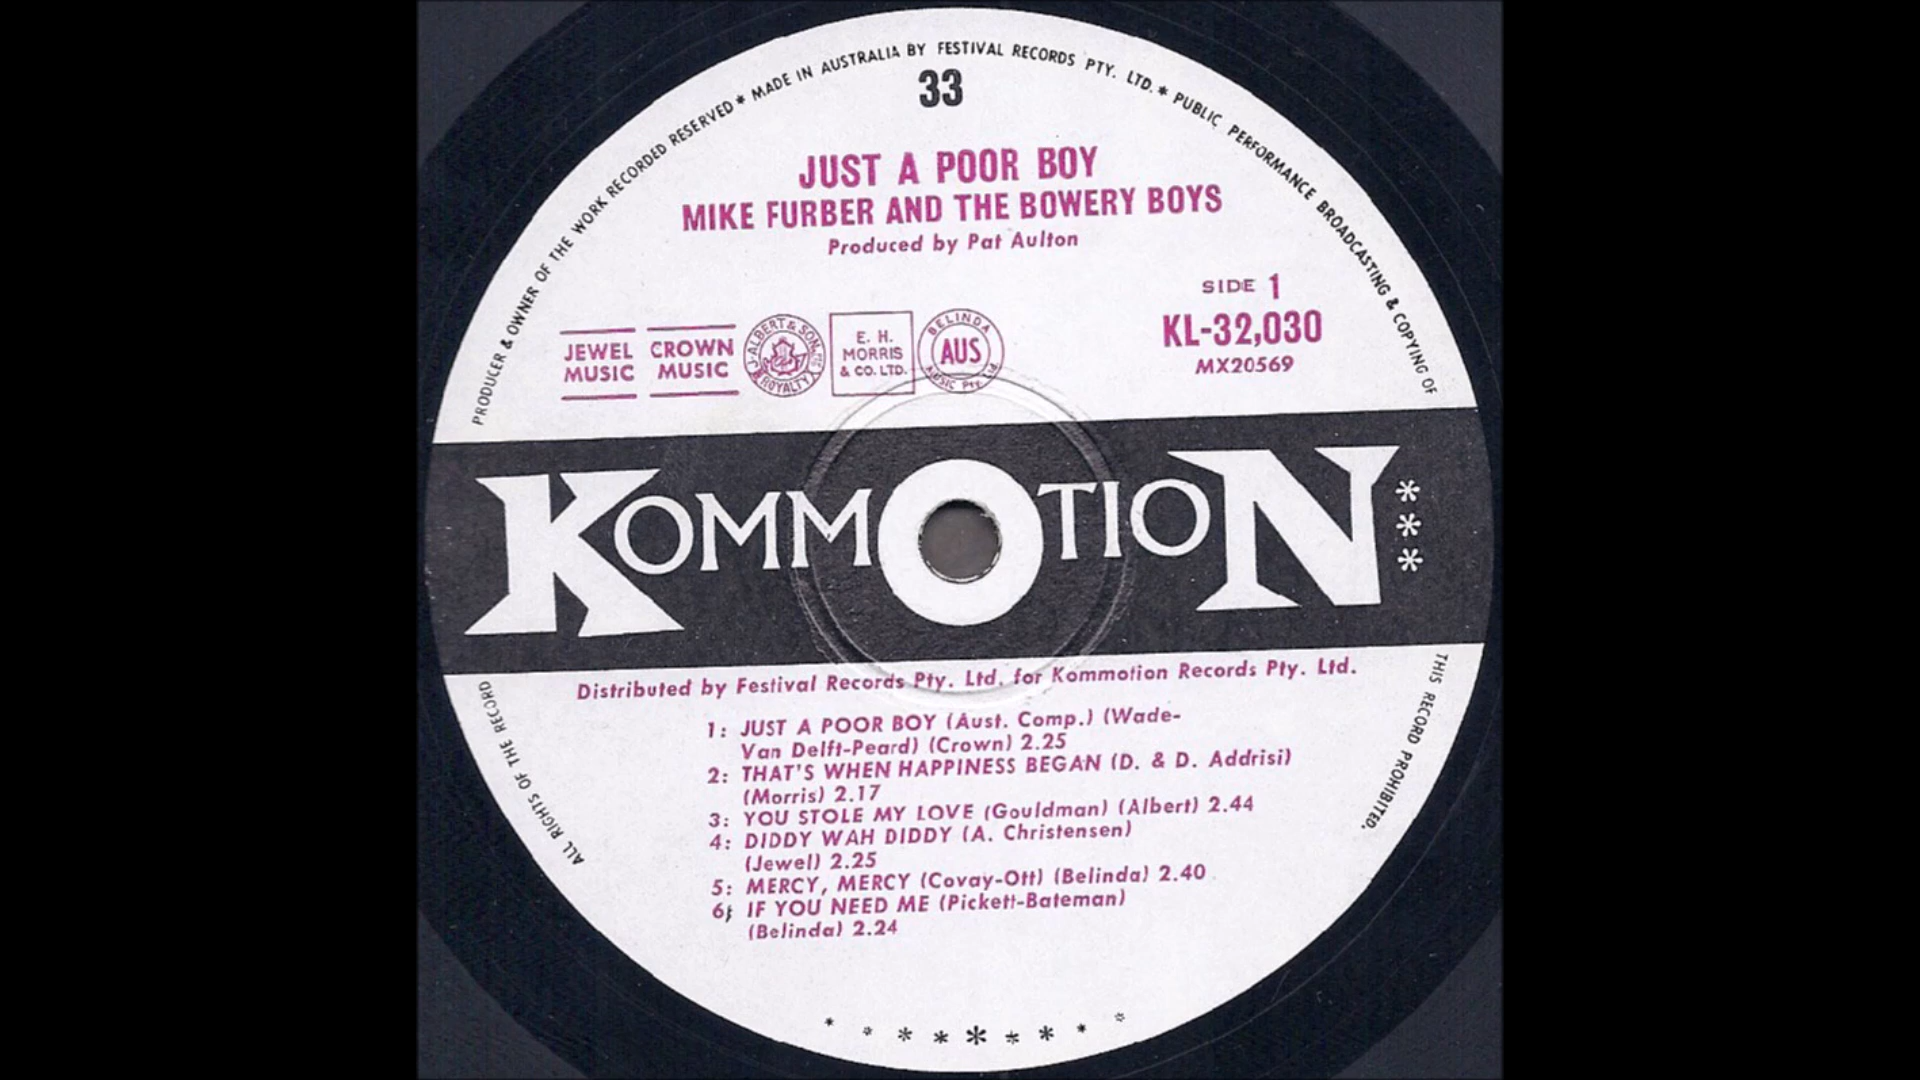 PRODUCER & OWNER OF THE WORK RECORDED RESERVED * MADE IN AUSTRALIA BY FESTIVAL RECORDS PTY. LTD. * PUBLIC PERFORMANCE BROADCASTING & COPYING OF
33
JUST A POOR BOY
MIKE FURBER AND THE BOWERY BOYS
Produced by Pat Aulton
SIDE 1
KL-32,030
MX20569
JEWEL
MUSIC
CROWN
MUSIC
J. ALBERT & SON PTY
ROYALTY
E. H.
MORRIS
& CO. LTD.
BELINDA
AUS
MUSIC Pty. Ltd.
KOMMOTION
***
Distributed by Festival Records Pty. Ltd. for Kommotion Records Pty. Ltd.
1: JUST A POOR BOY (Aust. Comp.) (Wade-
Van Delft-Peard) (Crown) 2.25
2: THAT'S WHEN HAPPINESS BEGAN (D. & D. Addrisi)
(Morris) 2.17
3: YOU STOLE MY LOVE (Gouldman) (Albert) 2.44
4: DIDDY WAH DIDDY (A. Christensen)
(Jewel) 2.25
5: MERCY, MERCY (Covay-Ott) (Belinda) 2.40
6: IF YOU NEED ME (Pickett-Bateman)
(Belinda) 2.24
ALL RIGHTS OF THE RECORD
THIS RECORD PROHIBITED.
* * * * * * * * *